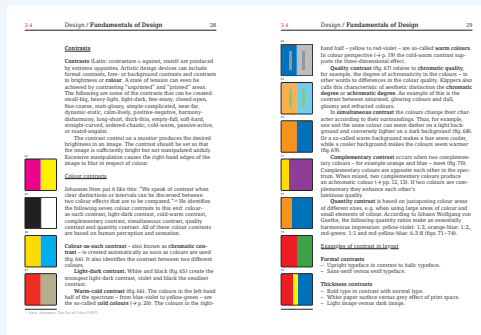 3.4
Design / Fundamentals of Design
28
Contrasts
Contrasts (Latin: contrastare = against, stand) are produced
by extreme opposites. Artistic design devices can include
formal contrasts, fore- or background contrasts and contrasts
in brightness or colour. A state of tension can even be
achieved by contrasting "unprinted" and "printed" areas.
The following are some of the contrasts that can be created:
small-big, heavy-light, light-dark, few-many, closed-open,
fine-coarse, matt-glossy, simple-complicated, near-far,
dynamic-static, calm-lively, positive-negative, harmony-
disharmony, long-short, thick-thin, empty-full, soft-hard,
straight-curved, ordered-chaotic, cold-warm, passive-active,
or round-angular.
The contrast control on a monitor produces the desired
brightness in an image. The contrast should be set so that
the image is sufficiently bright but not manipulated unduly.
Excessive manipulation causes the right-hand edges of the
image to blur in respect of colour.
Colour contrasts
Johannes Itten put it like this: "We speak of contrast when
clear distinctions or intervals can be discerned between
two colour effects that are to be compared." He identifies
the following seven colour contrasts to this end: colour-
as-such contrast, light-dark contrast, cold-warm contrast,
complementary contrast, simultaneous contrast, quality
contrast and quantity contrast. All of these colour contrasts
are based on human perception and sensation.
Colour-as-such contrast – also known as chromatic con-
trast – is created automatically as soon as colours are used
(fig. 64). It also identifies the contrast between two different
colours.
Light-dark contrast. White and black (fig. 65) create the
strongest light-dark contrast, violet and black the smallest
contrast.
Warm-cold contrast (fig. 66). The colours in the left-hand
half of the spectrum – from blue-violet to yellow-green – are
the so-called cold colours (→ p. 28). The colours in the right-
3.4
Design / Fundamentals of Design
29
hand half – yellow to red-violet – are so-called warm colours.
In colour perspective (→ p. 19) the cold-warm contrast sup-
ports the three-dimensional effect.
Quality contrast (fig. 67) relates to chromatic quality,
for example, the degree of achromaticity in the colours – in
other words to differences in the colour quality. Küppers also
calls this characteristic of aesthetic distinction the chromatic
degree or achromatic degree. An example of this is the
contrast between saturated, glowing colours and dull,
gloomy and refracted colours.
In simultaneous contrast the colours change their char-
acter according to their surroundings. Thus, for example,
one and the same colour can seem darker on a light back-
ground and conversely lighter on a dark background (fig. 68).
Or a so-called warm background makes a hue seem cooler,
while a cooler background makes the colours seem warmer
(fig. 69).
Complementary contrast occurs when two complemen-
tary colours – for example orange and blue – meet (fig. 70).
Complementary colours are opposite each other in the spec-
trum. When mixed, two complementary colours produce
an achromatic colour (→ pp. 12, 13). If two colours are com-
plementary they enhance each other's
luminous quality.
Quantity contrast is based on juxtaposing colour areas
of different sizes, e.g. when using large areas of colour and
small elements of colour. According to Johann Wolfgang von
Goethe, the following quantity ratios make an essentially
harmonious impression: yellow-violet: 1:3, orange-blue: 1:2,
red-green: 1:1 and red-yellow-blue: 6:3:8 (figs. 71–74).
Examples of contrast in layout
Formal contrasts
– Upright typeface in contrast to italic typeface.
– Sans-serif versus serif typeface.
Thickness contrasts
– Bold type in contrast with normal type.
– White paper surface versus grey effect of print space.
– Light image versus dark image.